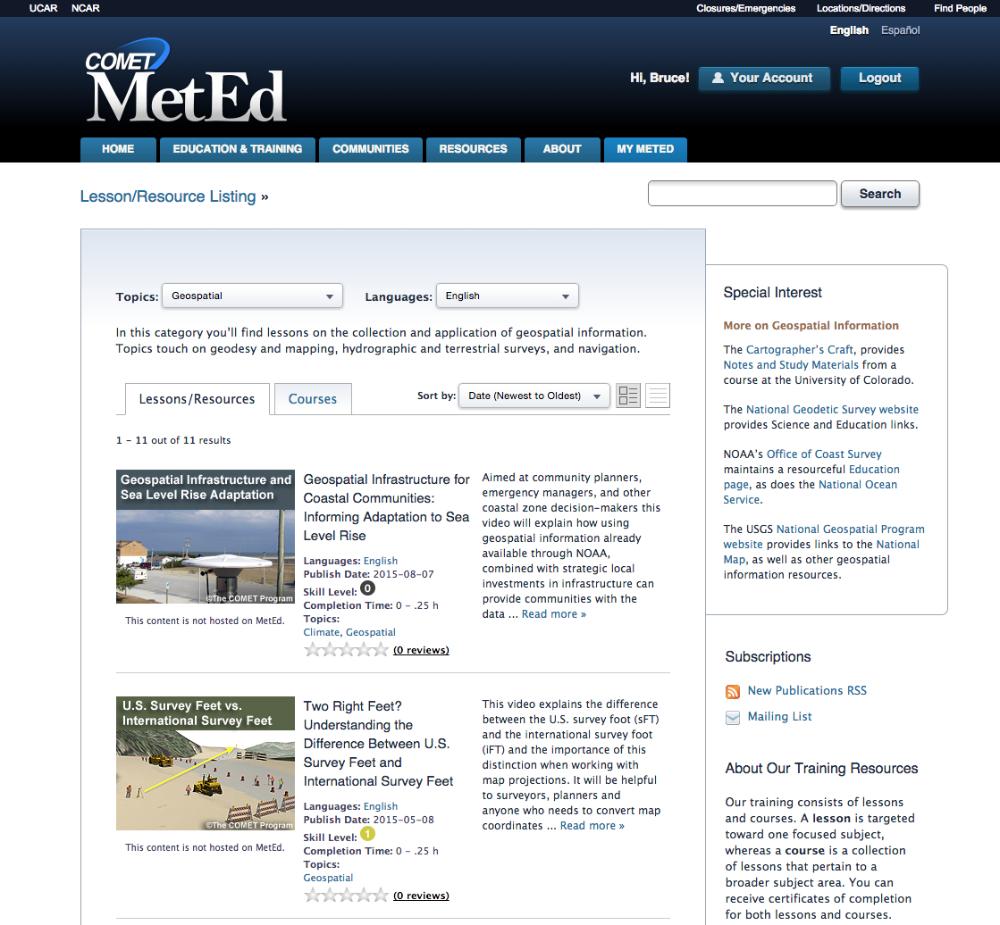 UCAR NCAR Closures/Emergencies Locations/Directions Find People
English Español
COMET
MetEd
Hi, Bruce! Your Account Logout
HOME EDUCATION & TRAINING COMMUNITIES RESOURCES ABOUT MY METED
Lesson/Resource Listing »
Search
Topics: Geospatial Languages: English
In this category you'll find lessons on the collection and application of geospatial information.
Topics touch on geodesy and mapping, hydrographic and terrestrial surveys, and navigation.
Lessons/Resources Courses Sort by: Date (Newest to Oldest)
1 – 11 out of 11 results
Geospatial Infrastructure and
Sea Level Rise Adaptation
©The COMET Program
This content is not hosted on MetEd.
Geospatial Infrastructure for
Coastal Communities:
Informing Adaptation to Sea
Level Rise
Languages: English
Publish Date: 2015-08-07
Skill Level: 0
Completion Time: 0 - .25 h
Topics:
Climate, Geospatial
(0 reviews)
Aimed at community planners,
emergency managers, and other
coastal zone decision-makers this
video will explain how using
geospatial information already
available through NOAA,
combined with strategic local
investments in infrastructure can
provide communities with the
data ... Read more »
U.S. Survey Feet vs.
International Survey Feet
©The COMET Program
This content is not hosted on MetEd.
Two Right Feet?
Understanding the
Difference Between U.S.
Survey Feet and
International Survey Feet
Languages: English
Publish Date: 2015-05-08
Skill Level: 1
Completion Time: 0 - .25 h
Topics:
Geospatial
(0 reviews)
This video explains the difference
between the U.S. survey foot (sFT)
and the international survey foot
(iFT) and the importance of this
distinction when working with
map projections. It will be helpful
to surveyors, planners and
anyone who needs to convert map
coordinates ... Read more »
Special Interest
More on Geospatial Information
The Cartographer's Craft, provides
Notes and Study Materials from a
course at the University of Colorado.
The National Geodetic Survey website
provides Science and Education links.
NOAA's Office of Coast Survey
maintains a resourceful Education
page, as does the National Ocean
Service.
The USGS National Geospatial Program
website provides links to the National
Map, as well as other geospatial
information resources.
Subscriptions
New Publications RSS
Mailing List
About Our Training Resources
Our training consists of lessons
and courses. A lesson is targeted
toward one focused subject,
whereas a course is a collection
of lessons that pertain to a
broader subject area. You can
receive certificates of completion
for both lessons and courses.